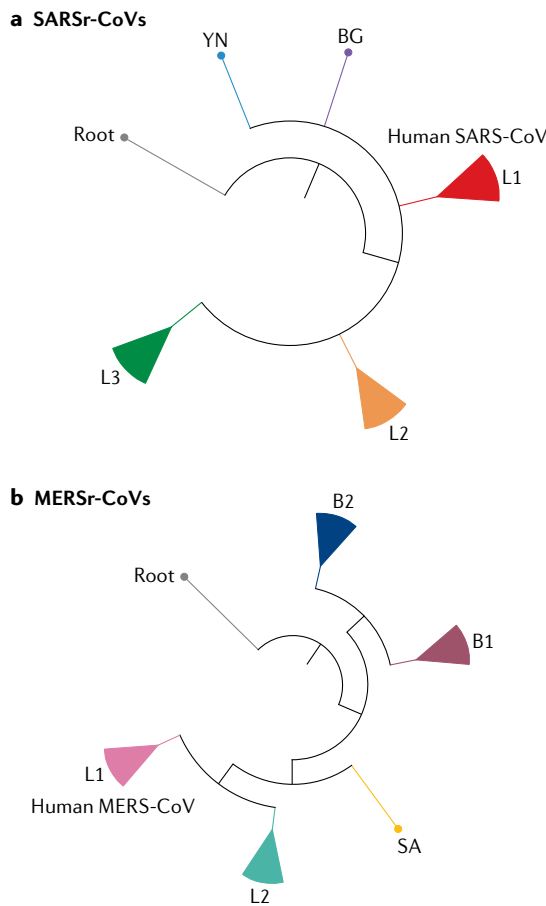 a SARSr-CoVs
YN
BG
Root
Human SARS-CoV
L1
L3
L2
b MERSr-CoVs
B2
Root
B1
L1
Human MERS-CoV
SA
L2